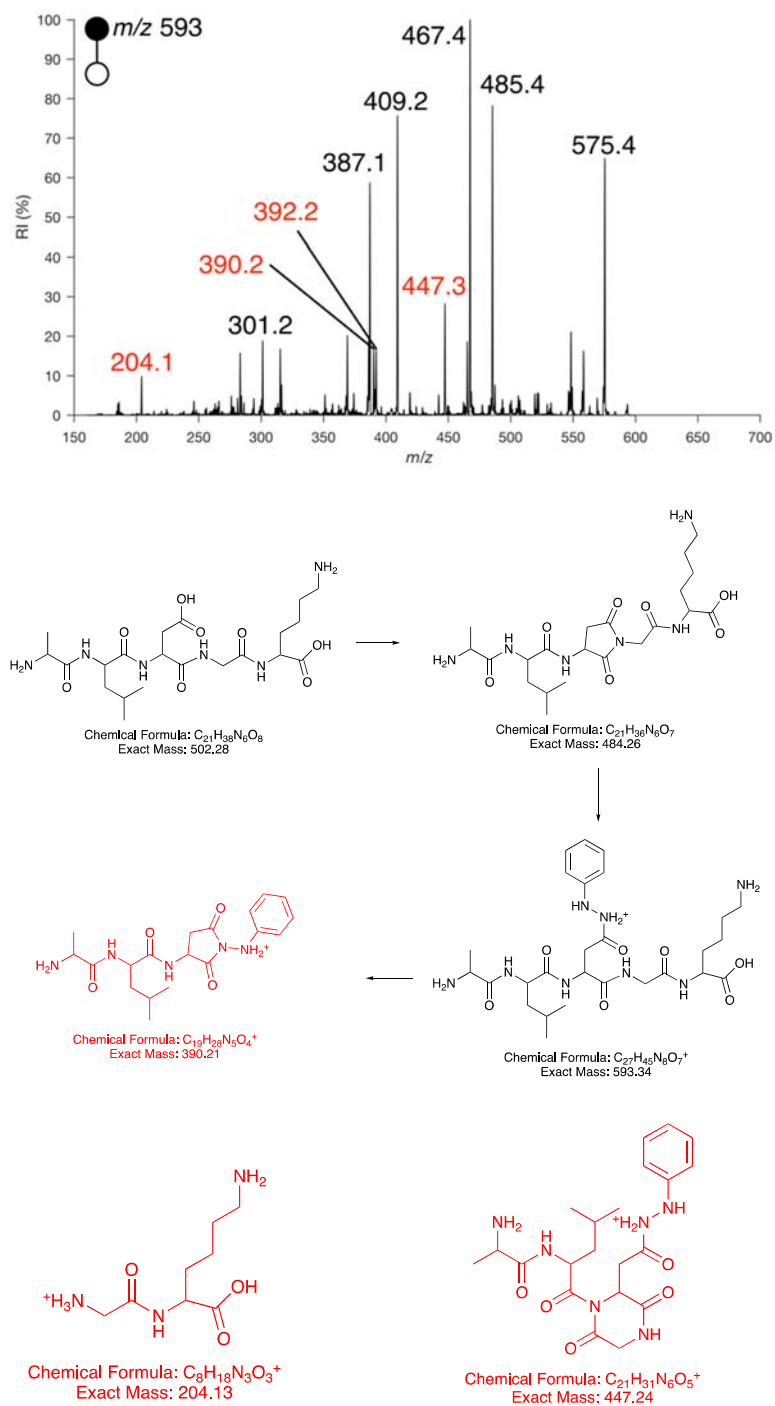 m/z 593
100
90
80
70
60
50
40
30
20
10
0
RI (%)
467.4
485.4
409.2
575.4
387.1
392.2
390.2
447.3
301.2
204.1
150 200 250 300 350 400 450 500 550 600 650 700
m/z
H2N
OH
O
NH2
H2N
O
H
N
O
N
H
O
H
N
O
N
H
OH
O
Chemical Formula: C21H38N6O8
Exact Mass: 502.28
H2N
O
H
N
O
N
H
O
N
O
O
N
H
OH
O
Chemical Formula: C21H36N6O7
Exact Mass: 484.26
H2N
O
H
N
O
N
H
O
N
O
NH2+
Chemical Formula: C19H28N5O4+
Exact Mass: 390.21
HN
NH2+
O
NH2
H2N
O
H
N
O
N
H
O
H
N
O
N
H
OH
O
Chemical Formula: C27H45N8O7+
Exact Mass: 593.34
NH2
+H3N
O
N
H
OH
O
Chemical Formula: C8H18N3O3+
Exact Mass: 204.13
NH2
O
H
N
O
N
O
NH
O
O
+H2N
NH
Chemical Formula: C21H31N6O5+
Exact Mass: 447.24